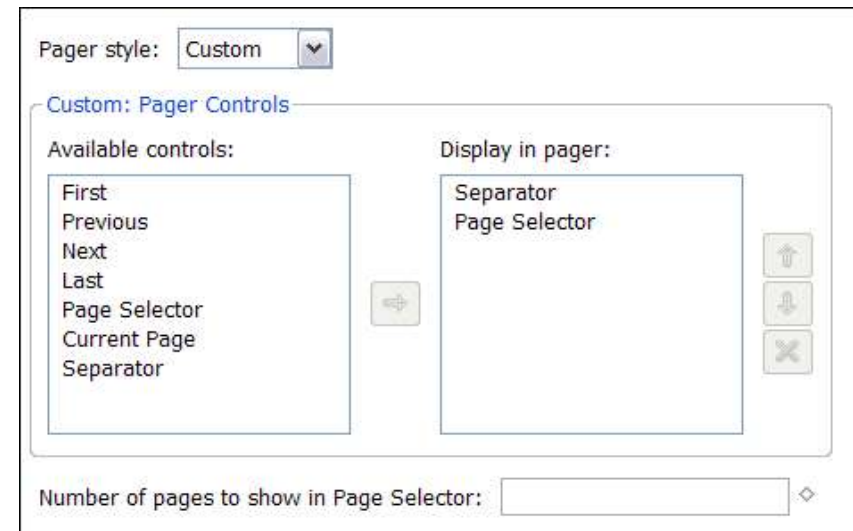 Pager style: Custom
Custom: Pager Controls
Available controls:
First
Previous
Next
Last
Page Selector
Current Page
Separator
Display in pager:
Separator
Page Selector
Number of pages to show in Page Selector: